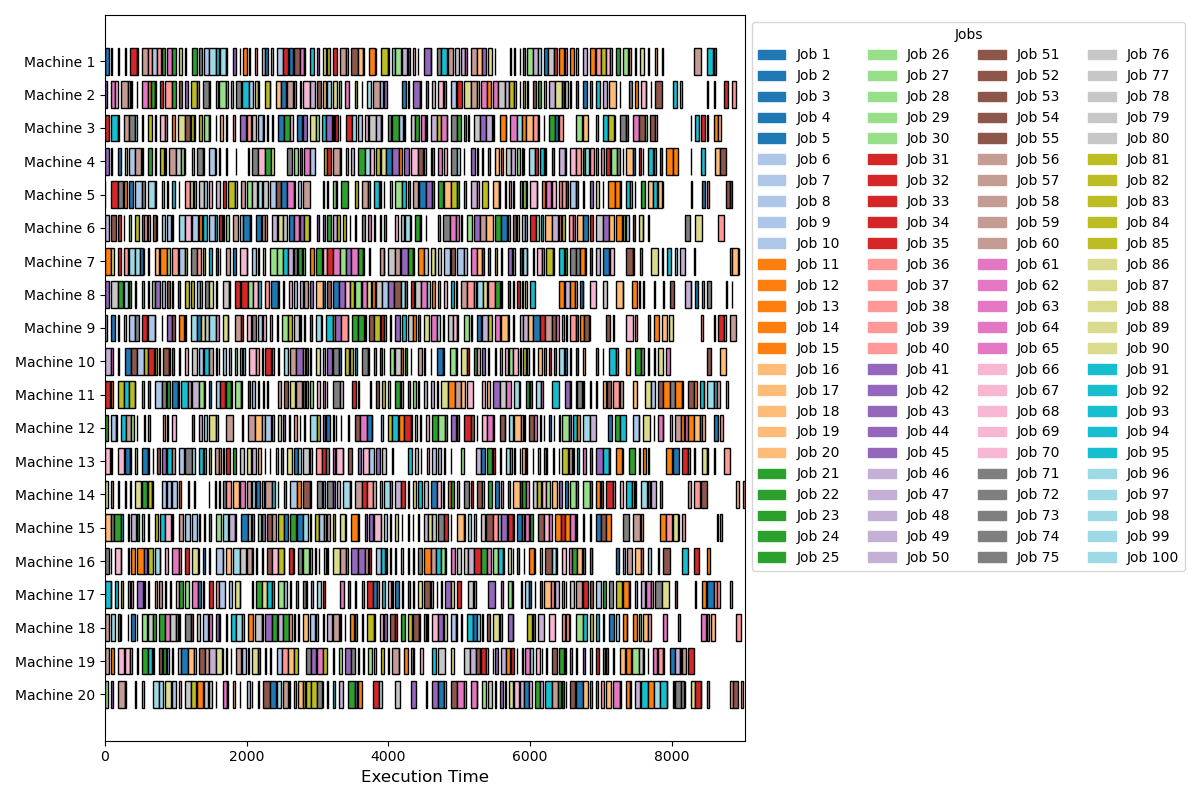 Machine 1
Machine 2
Machine 3
Machine 4
Machine 5
Machine 6
Machine 7
Machine 8
Machine 9
Machine 10
Machine 11
Machine 12
Machine 13
Machine 14
Machine 15
Machine 16
Machine 17
Machine 18
Machine 19
Machine 20
0 2000 4000 6000 8000
Execution Time
Jobs
Job 1 Job 26 Job 51 Job 76
Job 2 Job 27 Job 52 Job 77
Job 3 Job 28 Job 53 Job 78
Job 4 Job 29 Job 54 Job 79
Job 5 Job 30 Job 55 Job 80
Job 6 Job 31 Job 56 Job 81
Job 7 Job 32 Job 57 Job 82
Job 8 Job 33 Job 58 Job 83
Job 9 Job 34 Job 59 Job 84
Job 10 Job 35 Job 60 Job 85
Job 11 Job 36 Job 61 Job 86
Job 12 Job 37 Job 62 Job 87
Job 13 Job 38 Job 63 Job 88
Job 14 Job 39 Job 64 Job 89
Job 15 Job 40 Job 65 Job 90
Job 16 Job 41 Job 66 Job 91
Job 17 Job 42 Job 67 Job 92
Job 18 Job 43 Job 68 Job 93
Job 19 Job 44 Job 69 Job 94
Job 20 Job 45 Job 70 Job 95
Job 21 Job 46 Job 71 Job 96
Job 22 Job 47 Job 72 Job 97
Job 23 Job 48 Job 73 Job 98
Job 24 Job 49 Job 74 Job 99
Job 25 Job 50 Job 75 Job 100